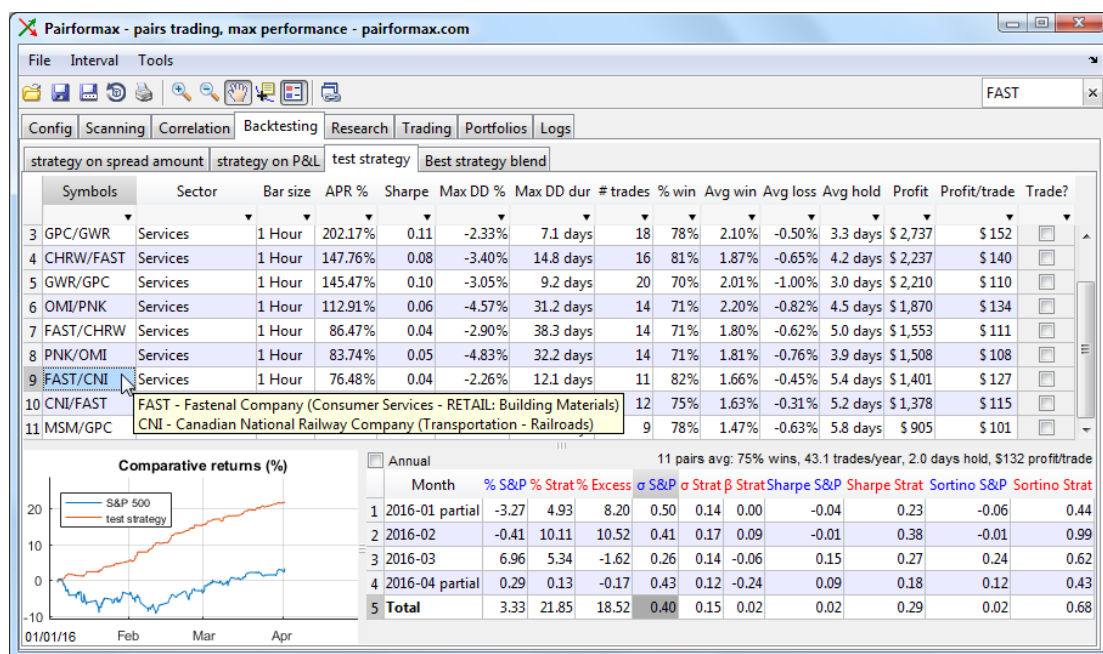 Pairformax - pairs trading, max performance - pairformax.com
File Interval Tools
FAST
Config Scanning Correlation Backtesting Research Trading Portfolios Logs
strategy on spread amount strategy on P&L test strategy Best strategy blend
Symbols Sector Bar size APR % Sharpe Max DD % Max DD dur # trades % win Avg win Avg loss Avg hold Profit Profit/trade Trade?
3 GPC/GWR Services 1 Hour 202.17% 0.11 -2.33% 7.1 days 18 78% 2.10% -0.50% 3.3 days $ 2,737 $ 152
4 CHRW/FAST Services 1 Hour 147.76% 0.08 -3.40% 14.8 days 16 81% 1.87% -0.65% 4.2 days $ 2,237 $ 140
5 GWR/GPC Services 1 Hour 145.47% 0.10 -3.05% 9.2 days 20 70% 2.01% -1.00% 3.0 days $ 2,210 $ 110
6 OMI/PNK Services 1 Hour 112.91% 0.06 -4.57% 31.2 days 14 71% 2.20% -0.82% 4.5 days $ 1,870 $ 134
7 FAST/CHRW Services 1 Hour 86.47% 0.04 -2.90% 38.3 days 14 71% 1.80% -0.62% 5.0 days $ 1,553 $ 111
8 PNK/OMI Services 1 Hour 83.74% 0.05 -4.83% 32.2 days 14 71% 1.81% -0.76% 3.9 days $ 1,508 $ 108
9 FAST/CNI Services 1 Hour 76.48% 0.04 -2.26% 12.1 days 11 82% 1.66% -0.45% 5.4 days $ 1,401 $ 127
10 CNI/FAST 12 75% 1.63% -0.31% 5.2 days $ 1,378 $ 115
FAST - Fastenal Company (Consumer Services - RETAIL: Building Materials)
CNI - Canadian National Railway Company (Transportation - Railroads)
11 MSM/GPC 9 78% 1.47% -0.63% 5.8 days $ 905 $ 101
Comparative returns (%)
S&P 500
test strategy
20
10
0
-10
01/01/16 Feb Mar Apr
Annual 11 pairs avg: 75% wins, 43.1 trades/year, 2.0 days hold, $132 profit/trade
Month % S&P % Strat % Excess σ S&P σ Strat β Strat Sharpe S&P Sharpe Strat Sortino S&P Sortino Strat
1 2016-01 partial -3.27 4.93 8.20 0.50 0.14 0.00 -0.04 0.23 -0.06 0.44
2 2016-02 -0.41 10.11 10.52 0.41 0.17 0.09 -0.01 0.38 -0.01 0.99
3 2016-03 6.96 5.34 -1.62 0.26 0.14 -0.06 0.15 0.27 0.24 0.62
4 2016-04 partial 0.29 0.13 -0.17 0.43 0.12 -0.24 0.09 0.18 0.12 0.43
5 Total 3.33 21.85 18.52 0.40 0.15 0.02 0.02 0.29 0.02 0.68